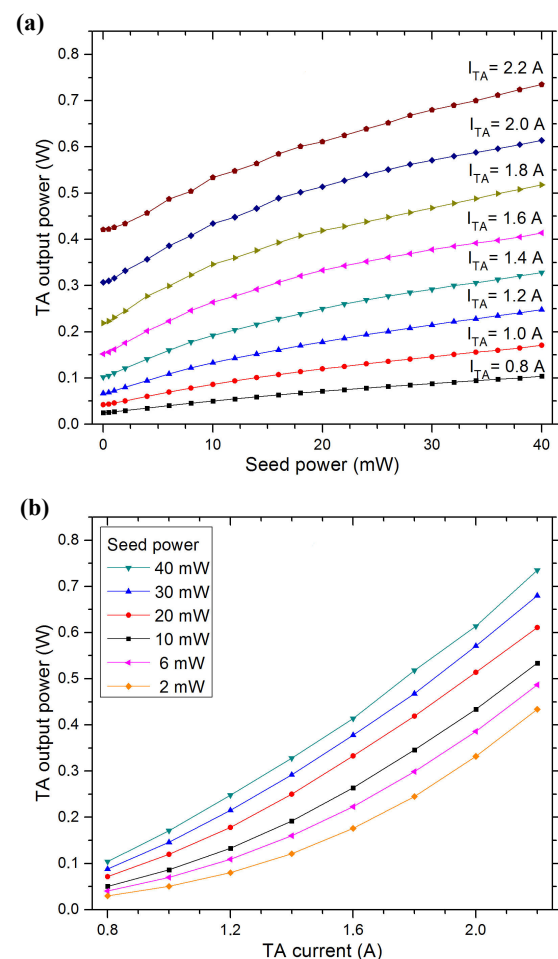 (a)
0.8
0.7
0.6
0.5
0.4
0.3
0.2
0.1
0.0
TA output power (W)
I_TA = 2.2 A
I_TA = 2.0 A
I_TA = 1.8 A
I_TA = 1.6 A
I_TA = 1.4 A
I_TA = 1.2 A
I_TA = 1.0 A
I_TA = 0.8 A
0 10 20 30 40
Seed power (mW)
(b)
0.8
0.7
0.6
0.5
0.4
0.3
0.2
0.1
0.0
TA output power (W)
Seed power
40 mW
30 mW
20 mW
10 mW
6 mW
2 mW
0.8 1.2 1.6 2.0
TA current (A)